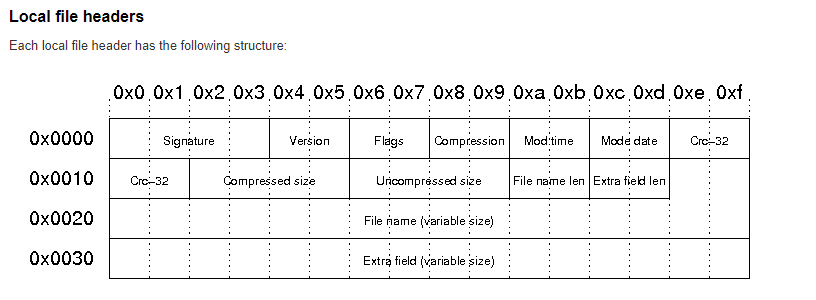 Local file headers
Each local file header has the following structure:
0x0 0x1 0x2 0x3 0x4 0x5 0x6 0x7 0x8 0x9 0xa 0xb 0xc 0xd 0xe 0xf
0x0000 Signature Version Flags Compression Mod time Mode date Crc-32
0x0010 Crc-32 Compressed size Uncompressed size File name len Extra field len
0x0020 File name (variable size)
0x0030 Extra field (variable size)